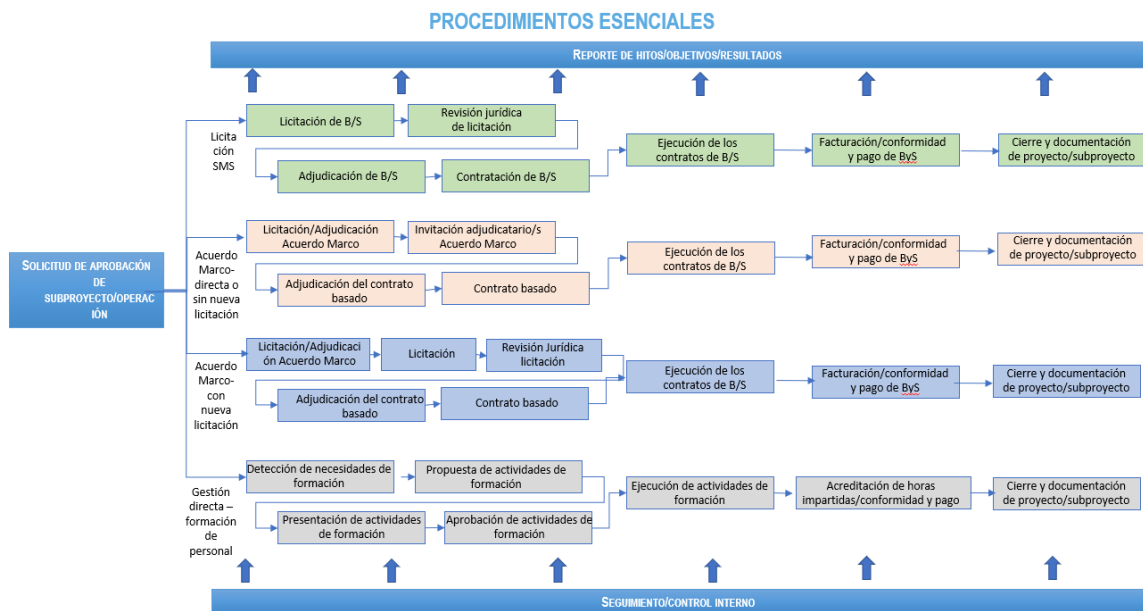 PROCEDIMIENTOS ESENCIALES
REPORTE DE HITOS/OBJETIVOS/RESULTADOS
Licitación de B/S
Revisión jurídica
de licitación
Licita
ción
SMS
Adjudicación de B/S
Contratación de B/S
Ejecución de los
contratos de B/S
Facturación/conformidad
y pago de ByS
Cierre y documentación
de proyecto/subproyecto
Licitación/Adjudicación
Acuerdo Marco
Invitación adjudicatario/s
Acuerdo Marco
Acuerdo
Marco-
directa o
sin nueva
licitación
Adjudicación del contrato
basado
Contrato basado
Ejecución de los
contratos de B/S
Facturación/conformidad
y pago de ByS
Cierre y documentación
de proyecto/subproyecto
SOLICITUD DE APROBACIÓN
DE
SUBPROYECTO/OPERAC
IÓN
Licitación/Adjudicaci
ón Acuerdo Marco
Licitación
Revisión Jurídica
licitación
Acuerdo
Marco-
con
nueva
licitación
Adjudicación del contrato
basado
Contrato basado
Ejecución de los
contratos de B/S
Facturación/conformidad
y pago de ByS
Cierre y documentación
de proyecto/subproyecto
Detección de necesidades de
formación
Propuesta de actividades de
formación
Gestión
directa –
formación
de
personal
Presentación de actividades
de formación
Aprobación de actividades de
formación
Ejecución de actividades de
formación
Acreditación de horas
impartidas/conformidad y pago
Cierre y documentación
de proyecto/subproyecto
SEGUIMIENTO/CONTROL INTERNO